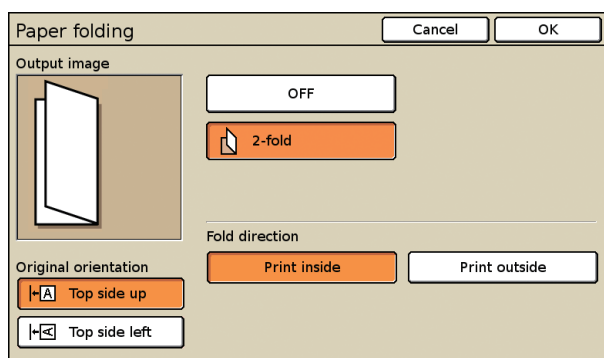 Paper folding
Cancel
OK
Output image
OFF
2-fold
Fold direction
Print inside
Print outside
Original orientation
A Top side up
A Top side left